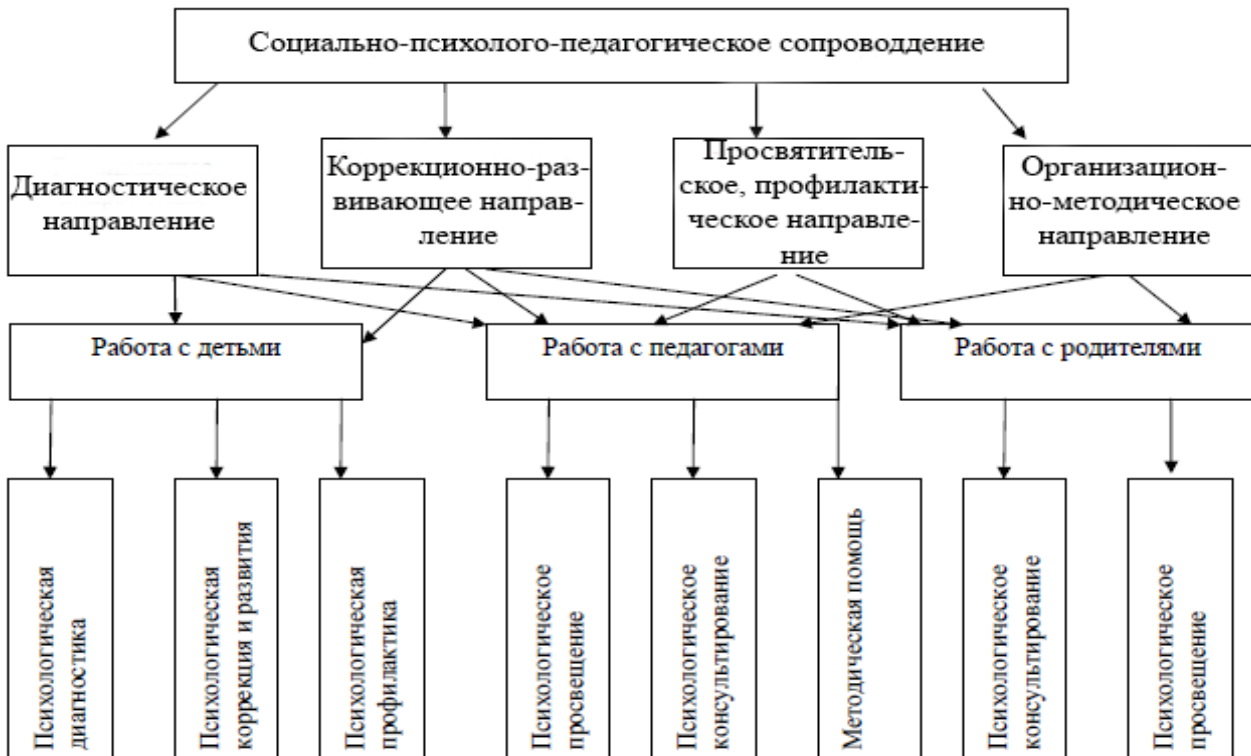 Социально-психолого-педагогическое сопроводдение
Диагностическое
направление
Коррекционно-раз-
вивающее направ-
ление
Просвятитель-
ское, профилакти-
ческое направле-
ние
Организацион-
но-методическое
направление
Работа с детьми
Работа с педагогами
Работа с родителями
Психологическая
диагностика
Психологическая
коррекция и развития
Психологическая
профилактика
Психологическое
просвещение
Психологическое
консультирование
Методическая помощь
Психологическое
консультирование
Психологическое
просвещение